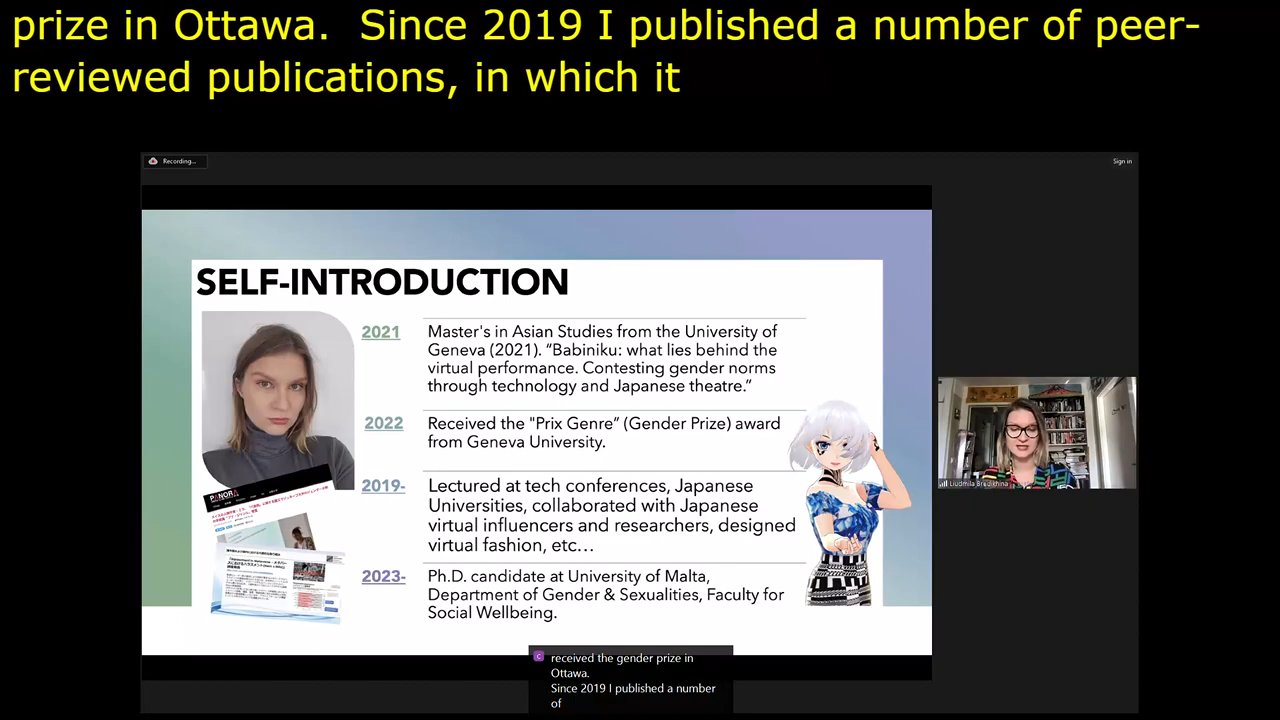 prize in Ottawa.  Since 2019 I published a number of peer-
reviewed publications, in which it
Recording...
Sign in
SELF-INTRODUCTION
2021
Master's in Asian Studies from the University of
Geneva (2021). "Babiniku: what lies behind the
virtual performance. Contesting gender norms
through technology and Japanese theatre."
2022
Received the "Prix Genre" (Gender Prize) award
from Geneva University.
2019-
Lectured at tech conferences, Japanese
Universities, collaborated with Japanese
virtual influencers and researchers, designed
virtual fashion, etc...
2023-
Ph.D. candidate at University of Malta,
Department of Gender & Sexualities, Faculty for
Social Wellbeing.
PANORA
Liudmila Bredikhina
C
received the gender prize in
Ottawa.
Since 2019 I published a number
of